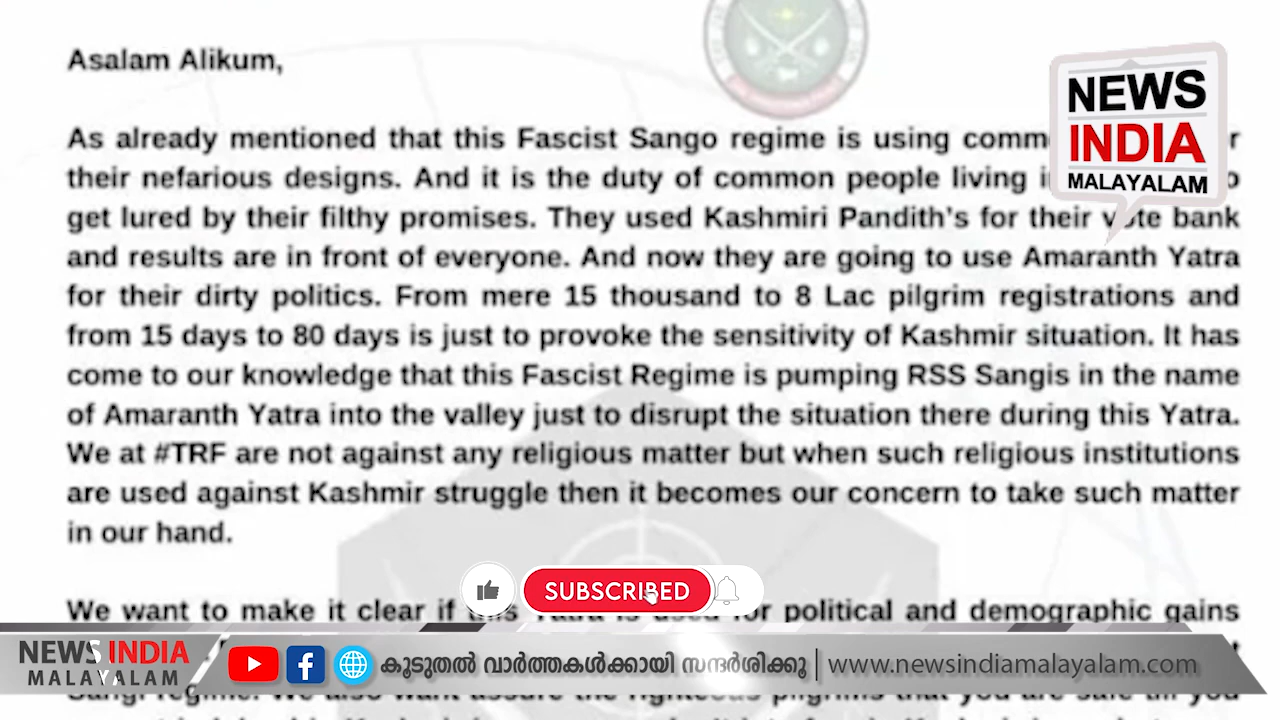 Asalam Alikum,
As already mentioned that this Fascist Sango regime is using
their nefarious designs. And it is the duty of common people living
get lured by their filthy promises. They used Kashmiri Pandith's for their vote bank
and results are in front of everyone. And now they are going to use Amaranth Yatra
for their dirty politics. From mere 15 thousand to 8 Lac pilgrim registrations and
from 15 days to 80 days is just to provoke the sensitivity of Kashmir situation. It has
come to our knowledge that this Fascist Regime is pumping RSS Sangis in the name
of Amaranth Yatra into the valley just to disrupt the situation there during this Yatra.
We at #TRF are not against any religious matter but when such religious institutions
are used against Kashmir struggle then it becomes our concern to take such matter
in our hand.
We want to make it clear if this Yatra is used for political and demographic gains
NEWS
INDIA
MALAYALAM
SUBSCRIBED
NEWS INDIA
MALAYALAM
കൂടുതൽ വാർത്തകൾക്കായി സന്ദർശിക്കൂ | www.newsindiamalayalam.com